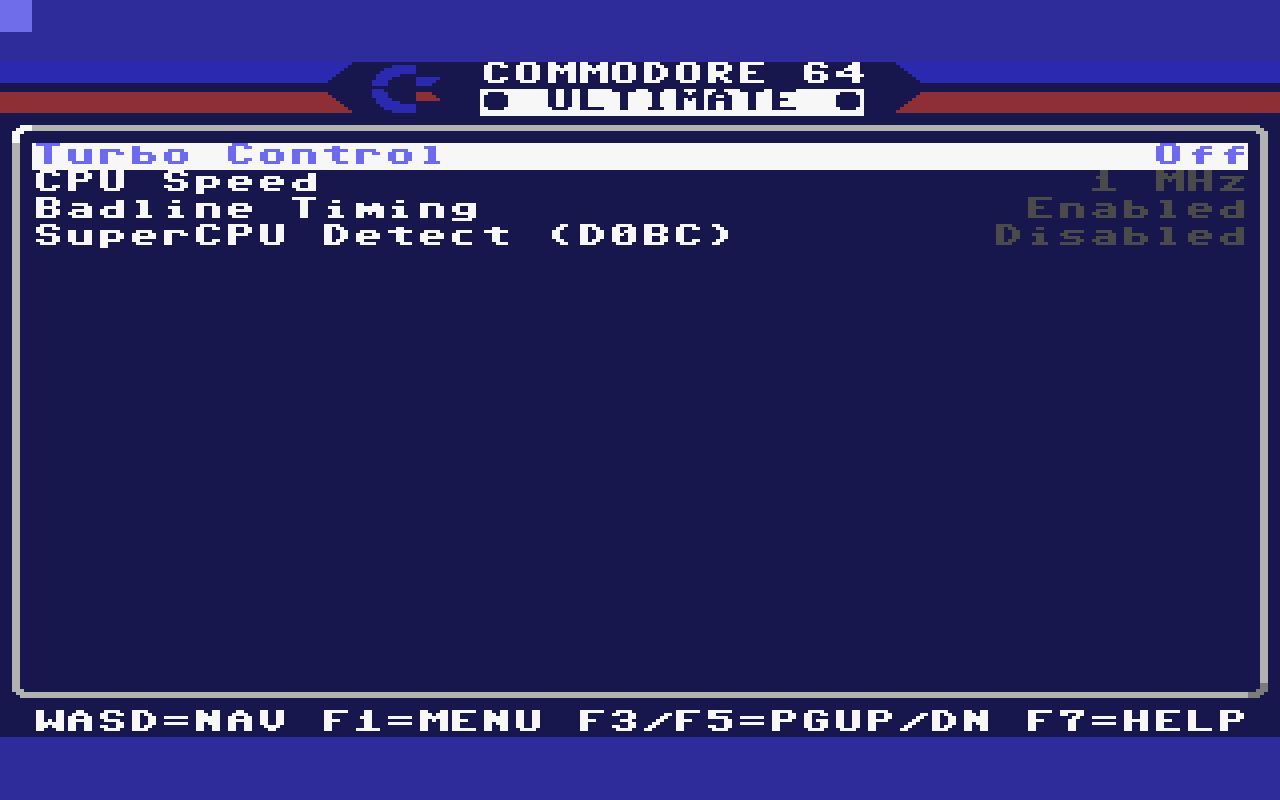 COMMODORE 64
ULTIMATE
Turbo Control Off
CPU Speed 1 MHz
Badline Timing Enabled
SuperCPU Detect (D0BC) Disabled
WASD=NAV F1=MENU F3/F5=PGUP/DN F7=HELP